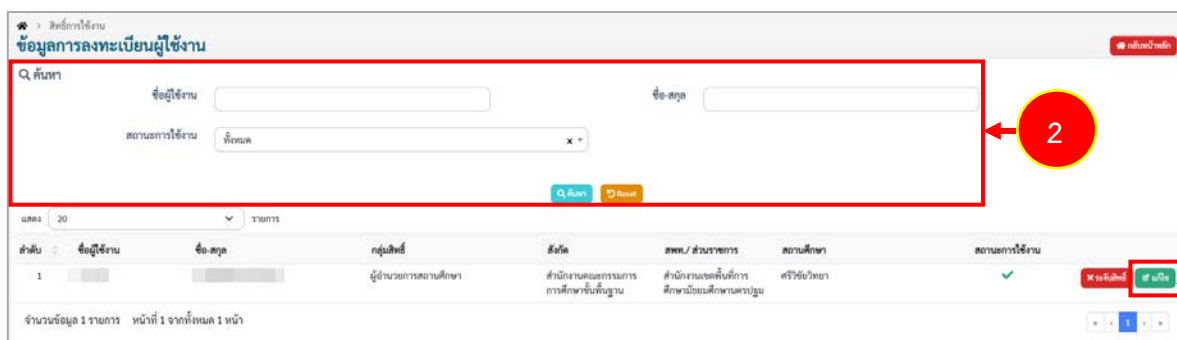 > สิทธิ์การใช้งาน
ข้อมูลการลงทะเบียนผู้ใช้งาน
กลับหน้าหลัก
ค้นหา
ชื่อผู้ใช้งาน
ชื่อ-สกุล
สถานะการใช้งาน
ทั้งหมด
x
2
ค้นหา Reset
แสดง 20 รายการ
ลำดับ ชื่อผู้ใช้งาน ชื่อ-สกุล กลุ่มสิทธิ์ สังกัด สพท./ ส่วนราชการ สถานศึกษา สถานะการใช้งาน
1 ผู้อำนวยการสถานศึกษา สำนักงานคณะกรรมการ สำนักงานเขตพื้นที่การ ศรีวิชัยวิทยา ระงับสิทธิ์ แก้ไข
การศึกษาขั้นพื้นฐาน ศึกษามัธยมศึกษานครปฐม
จำนวนข้อมูล 1 รายการ หน้าที่ 1 จากทั้งหมด 1 หน้า
« ‹ 1 › »